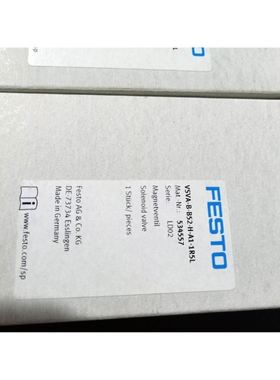 FESTO
VSVA-B-B52-H-A1-1R5L
Mat.-Nr.: 534557
Serie: LD02
Magnetventil
Solenoid valve
1 Stück/ pieces
Festo AG & Co. KG
DE-73734 Esslingen
Made in Germany
www.festo.com/sp